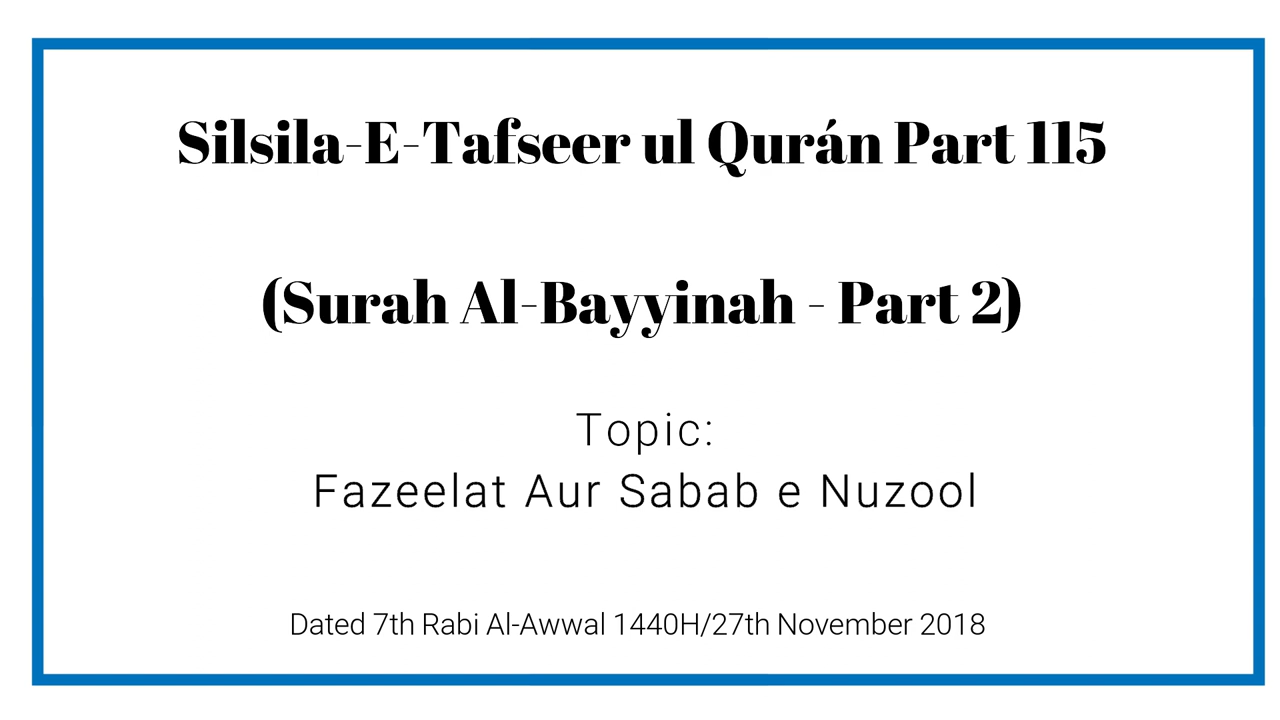 Silsila-E-Tafseer ul Qurán Part 115
(Surah Al-Bayyinah - Part 2)
Topic:
Fazeelat Aur Sabab e Nuzool
Dated 7th Rabi Al-Awwal 1440H/27th November 2018